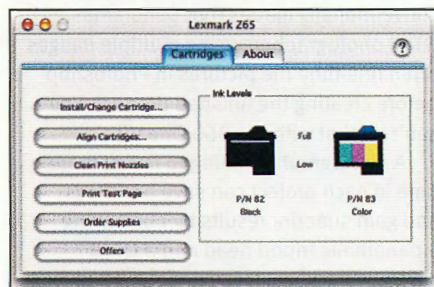 Lexmark Z65
Cartridges
About
?
Install/Change Cartridge...
Align Cartridges...
Clean Print Nozzles
Print Test Page
Order Supplies
Offers
Ink Levels
Full
Low
P/N 82
Black
P/N 83
Color